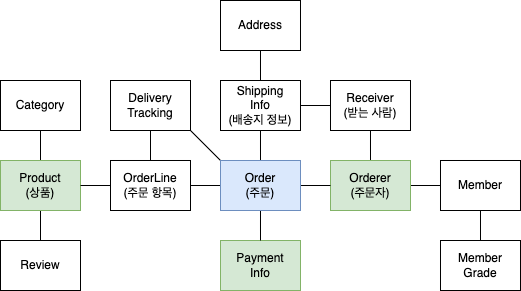 Address
Category
Delivery
Tracking
Shipping
Info
(배송지 정보)
Receiver
(받는 사람)
Product
(상품)
OrderLine
(주문 항목)
Order
(주문)
Orderer
(주문자)
Member
Review
Payment
Info
Member
Grade